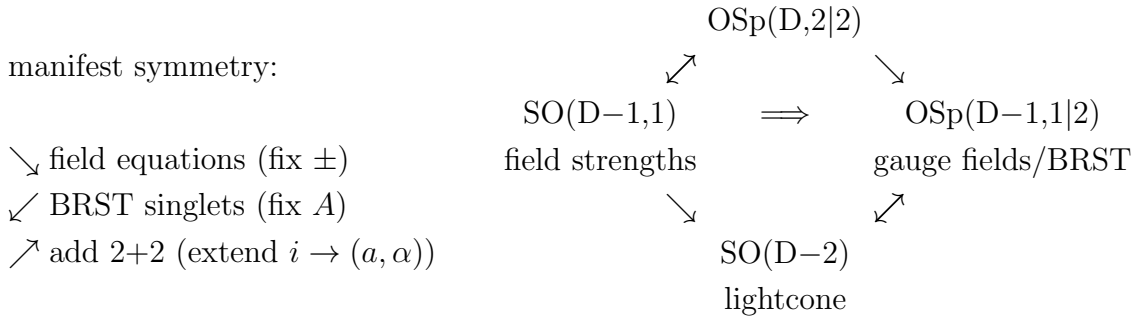 OSp(D,2|2)
manifest symmetry:
↙↗ ↘
SO(D−1,1) ⟹ OSp(D−1,1|2)
↘ field equations (fix ±) field strengths gauge fields/BRST
↙ BRST singlets (fix A) ↘ ↙↗
↗ add 2+2 (extend i → (a, α)) SO(D−2)
lightcone